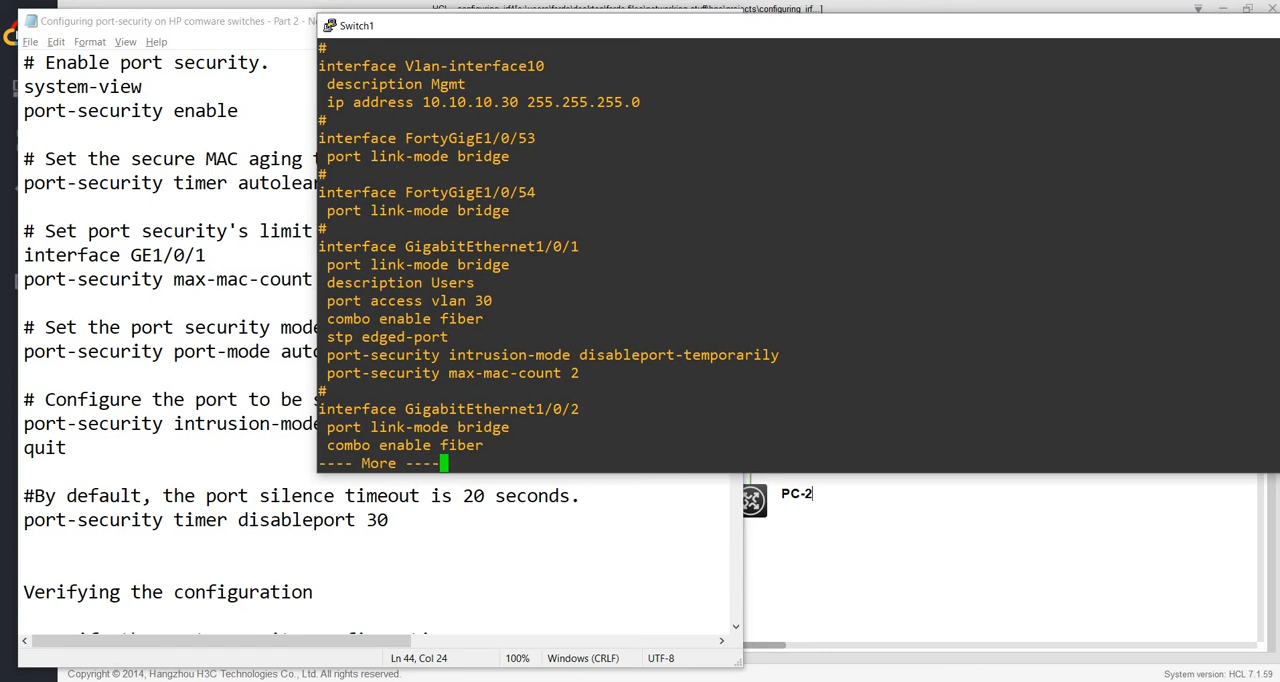 HCL
Configuring port-security on HP comware switches - Part 2 - N
File Edit Format View Help
# Enable port security.
system-view
port-security enable
# Set the secure MAC aging
port-security timer autolear
# Set port security's limit
interface GE1/0/1
port-security max-mac-count
# Set the port security mode
port-security port-mode auto
# Configure the port to be s
port-security intrusion-mode
quit
#By default, the port silence timeout is 20 seconds.
port-security timer disableport 30
Verifying the configuration
Ln 44, Col 24
100%
Windows (CRLF)
UTF-8
Switch1
#
interface Vlan-interface10
description Mgmt
ip address 10.10.10.30 255.255.255.0
#
interface FortyGigE1/0/53
port link-mode bridge
#
interface FortyGigE1/0/54
port link-mode bridge
#
interface GigabitEthernet1/0/1
port link-mode bridge
description Users
port access vlan 30
combo enable fiber
stp edged-port
port-security intrusion-mode disableport-temporarily
port-security max-mac-count 2
#
interface GigabitEthernet1/0/2
port link-mode bridge
combo enable fiber
---- More ----
PC-2
Copyright © 2014, Hangzhou H3C Technologies Co., Ltd. All rights reserved.
System version: HCL 7.1.59